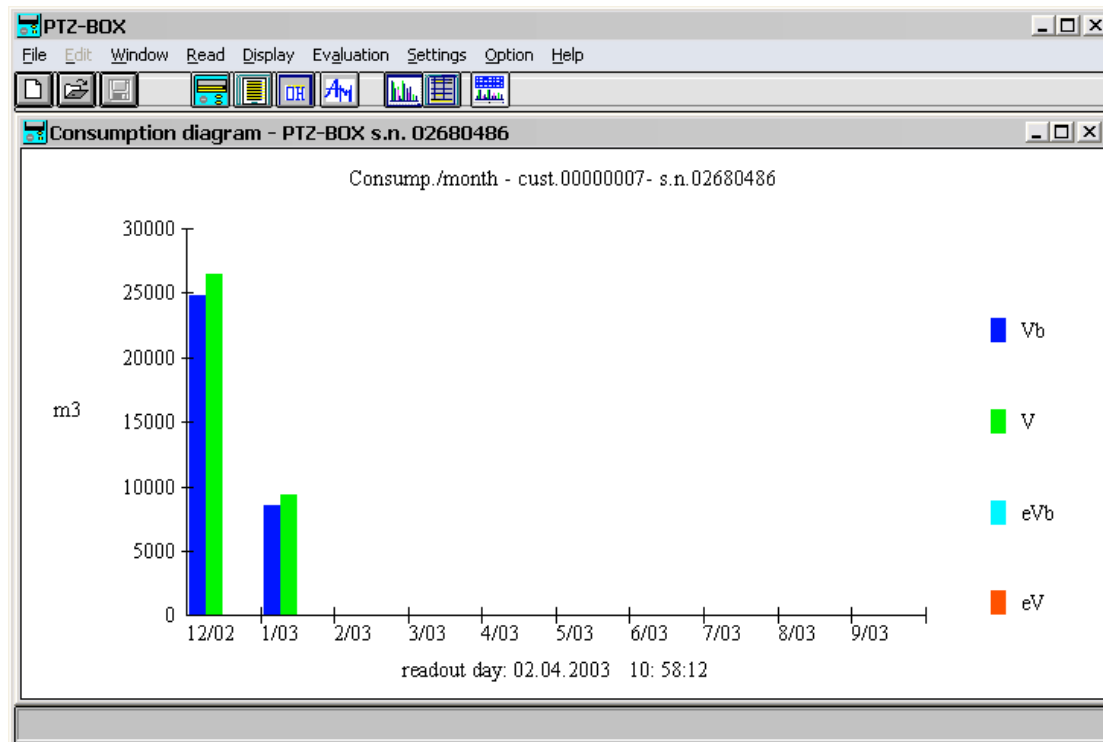 PTZ-BOX
File Edit Window Read Display Evaluation Settings Option Help
OH
Consumption diagram - PTZ-BOX s.n. 02680486
Consump./month - cust.00000007- s.n.02680486
30000
25000
20000
15000
10000
5000
0
m3
Vb
V
eVb
eV
12/02 1/03 2/03 3/03 4/03 5/03 6/03 7/03 8/03 9/03
readout day: 02.04.2003 10: 58:12